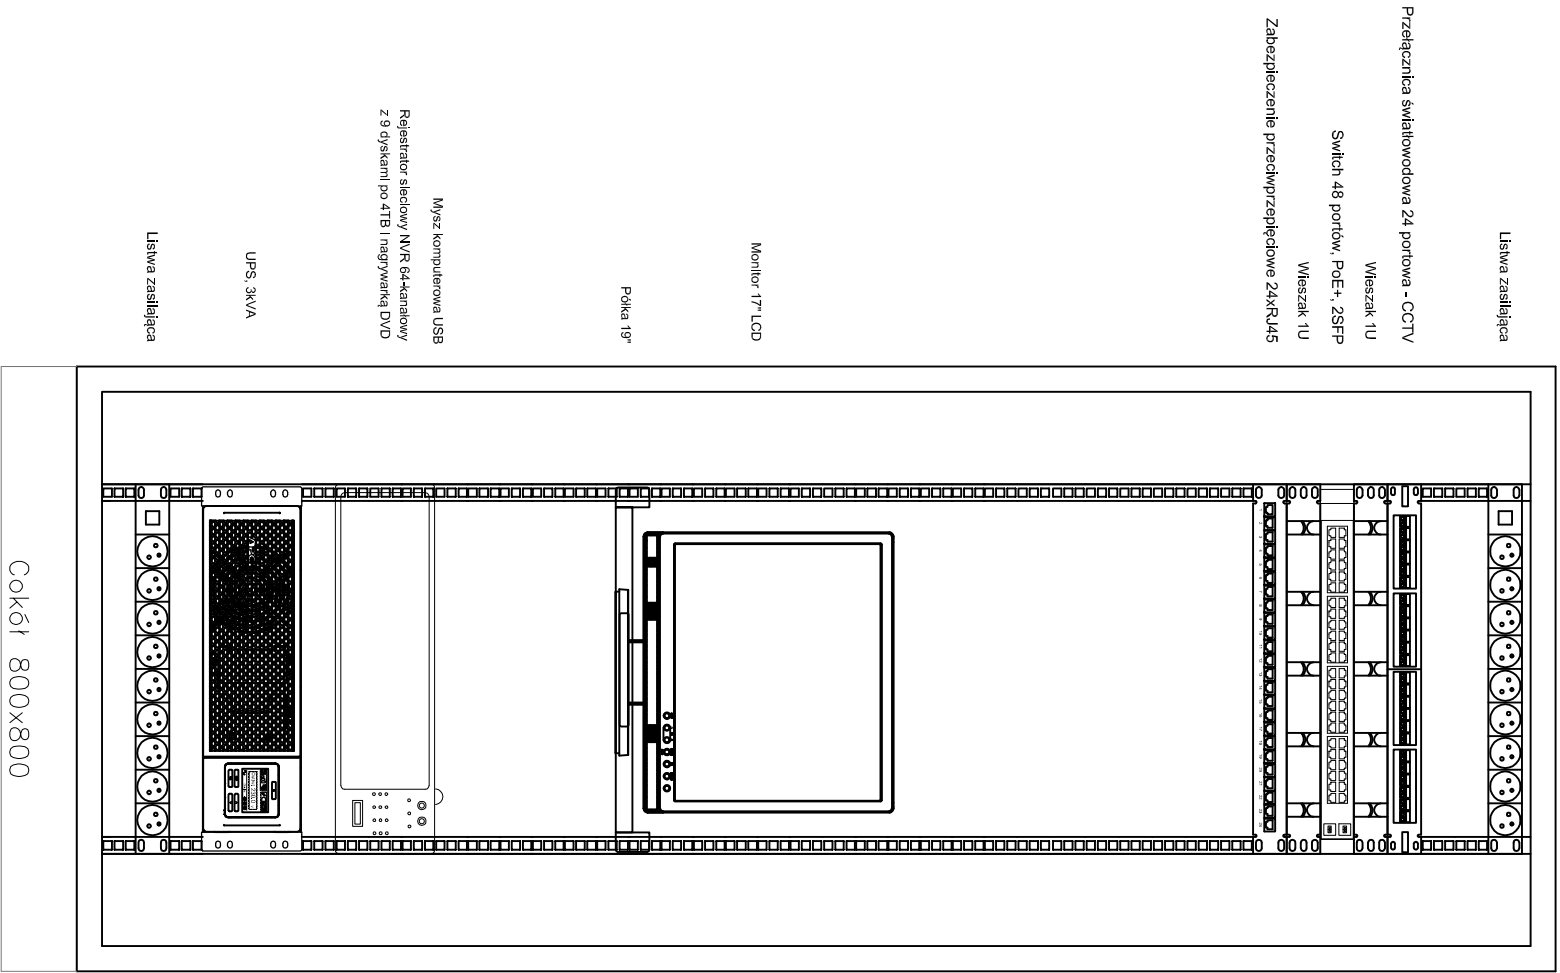 Listwa zasilająca
Przełącznica światłowodowa 24 portowa - CCTV
Wieszak 1U
Switch 48 portów, PoE+, 2SFP
Wieszak 1U
Zabezpieczenie przeciwprzepięciowe 24xRJ45
Monitor 17" LCD
Półka 19"
Mysz komputerowa USB
Rejestrator sieciowy NVR 64-kanałowy
z 9 dyskami po 4TB i nagrywarką DVD
UPS, 3kVA
Listwa zasilająca
Cokół 800x800